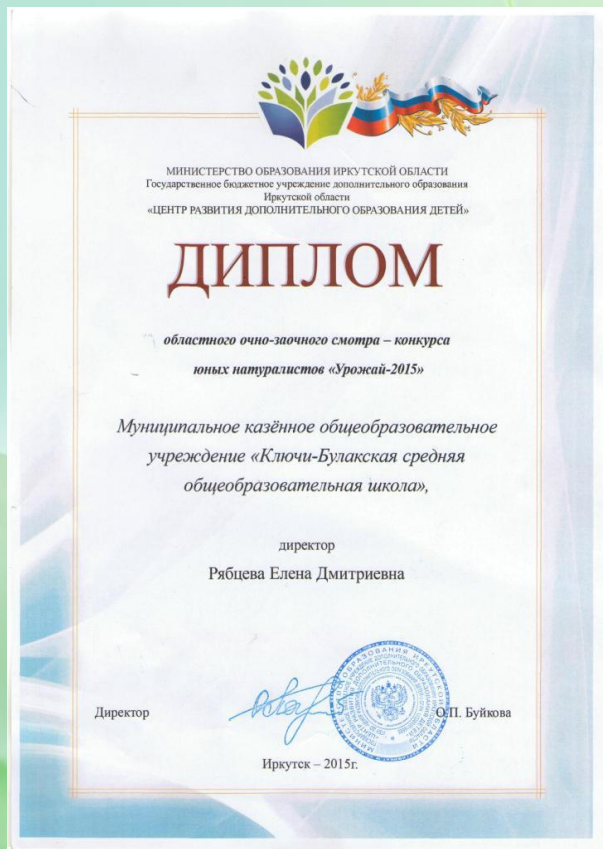 МИНИСТЕРСТВО ОБРАЗОВАНИЯ ИРКУТСКОЙ ОБЛАСТИ
Государственное бюджетное учреждение дополнительного образования
Иркутской области
«ЦЕНТР РАЗВИТИЯ ДОПОЛНИТЕЛЬНОГО ОБРАЗОВАНИЯ ДЕТЕЙ»
ДИПЛОМ
областного очно-заочного смотра – конкурса
юных натуралистов «Урожай-2015»
Муниципальное казённое общеобразовательное
учреждение «Ключи-Булакская средняя
общеобразовательная школа»,
директор
Рябцева Елена Дмитриевна
Директор О.П. Буйкова
Иркутск – 2015г.